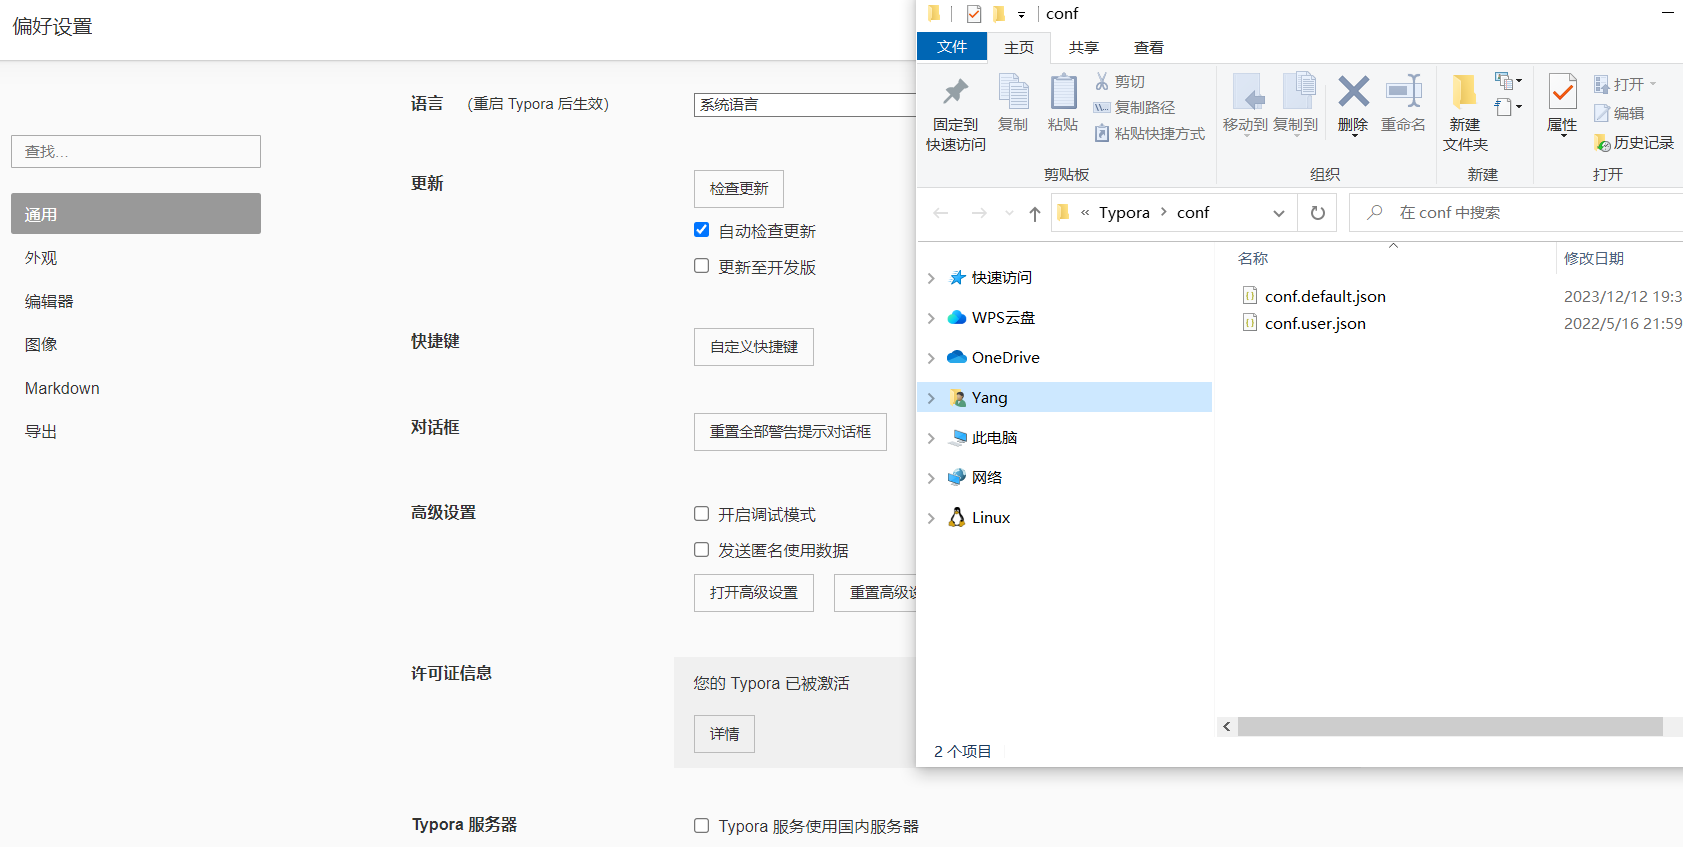 偏好设置
查找...
通用
外观
编辑器
图像
Markdown
导出
语言 (重启 Typora 后生效)
系统语言
更新
检查更新
自动检查更新
更新至开发版
快捷键
自定义快捷键
对话框
重置全部警告提示对话框
高级设置
开启调试模式
发送匿名使用数据
打开高级设置
重置高级设
许可证信息
您的 Typora 已被激活
详情
Typora 服务器
Typora 服务使用国内服务器
conf
文件 主页 共享 查看
固定到
快速访问
复制
粘贴
剪切
复制路径
粘贴快捷方式
剪贴板
移动到
复制到
删除
重命名
组织
新建
文件夹
新建
属性
打开
编辑
历史记录
打开
« Typora > conf
在 conf 中搜索
快速访问
WPS云盘
OneDrive
Yang
此电脑
网络
Linux
名称 修改日期
conf.default.json 2023/12/12 19:3
conf.user.json 2022/5/16 21:59
2 个项目